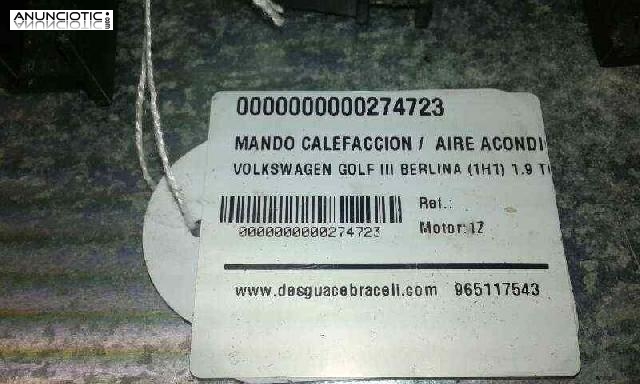 ANUNCIOTIC
.com
0000000000274723
MANDO CALEFACCION / AIRE ACONDI
VOLKSWAGEN GOLF III BERLINA (1H1) 1.9 T
Ref.:
0000000000274723
Motor:1Z
www.desguacebraceli.com 965117543